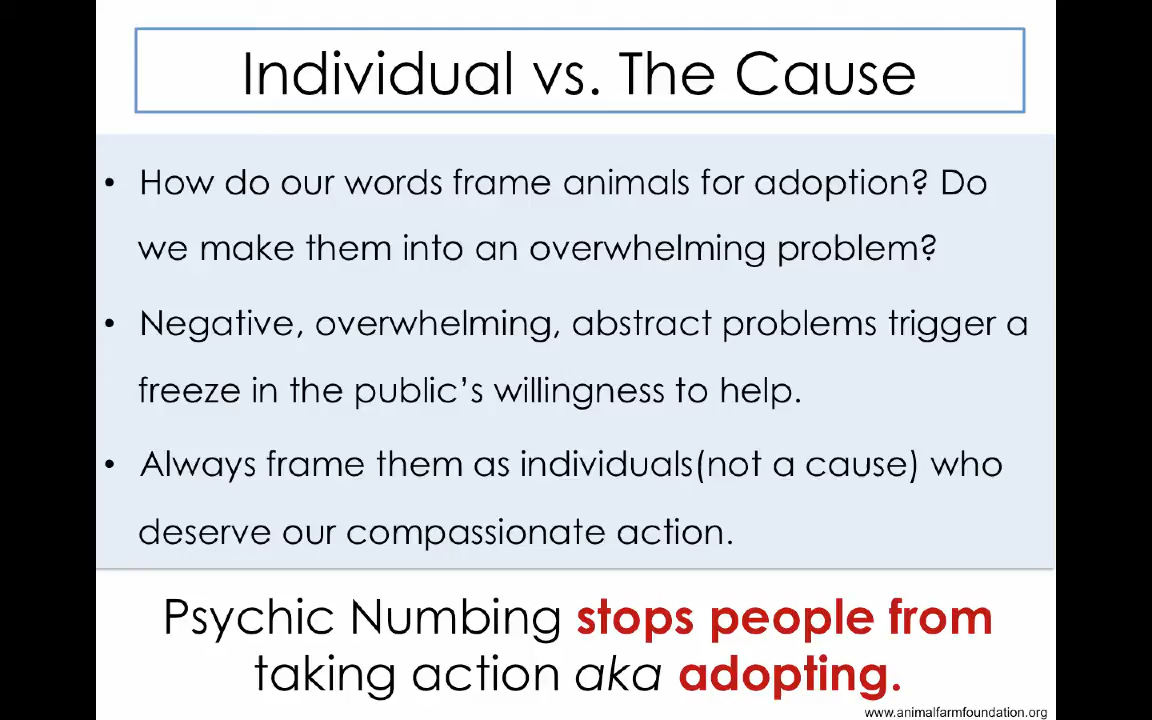 Individual vs. The Cause
• How do our words frame animals for adoption? Do
we make them into an overwhelming problem?
• Negative, overwhelming, abstract problems trigger a
freeze in the public’s willingness to help.
• Always frame them as individuals(not a cause) who
deserve our compassionate action.
Psychic Numbing stops people from
taking action aka adopting.
www.animalfarmfoundation.org